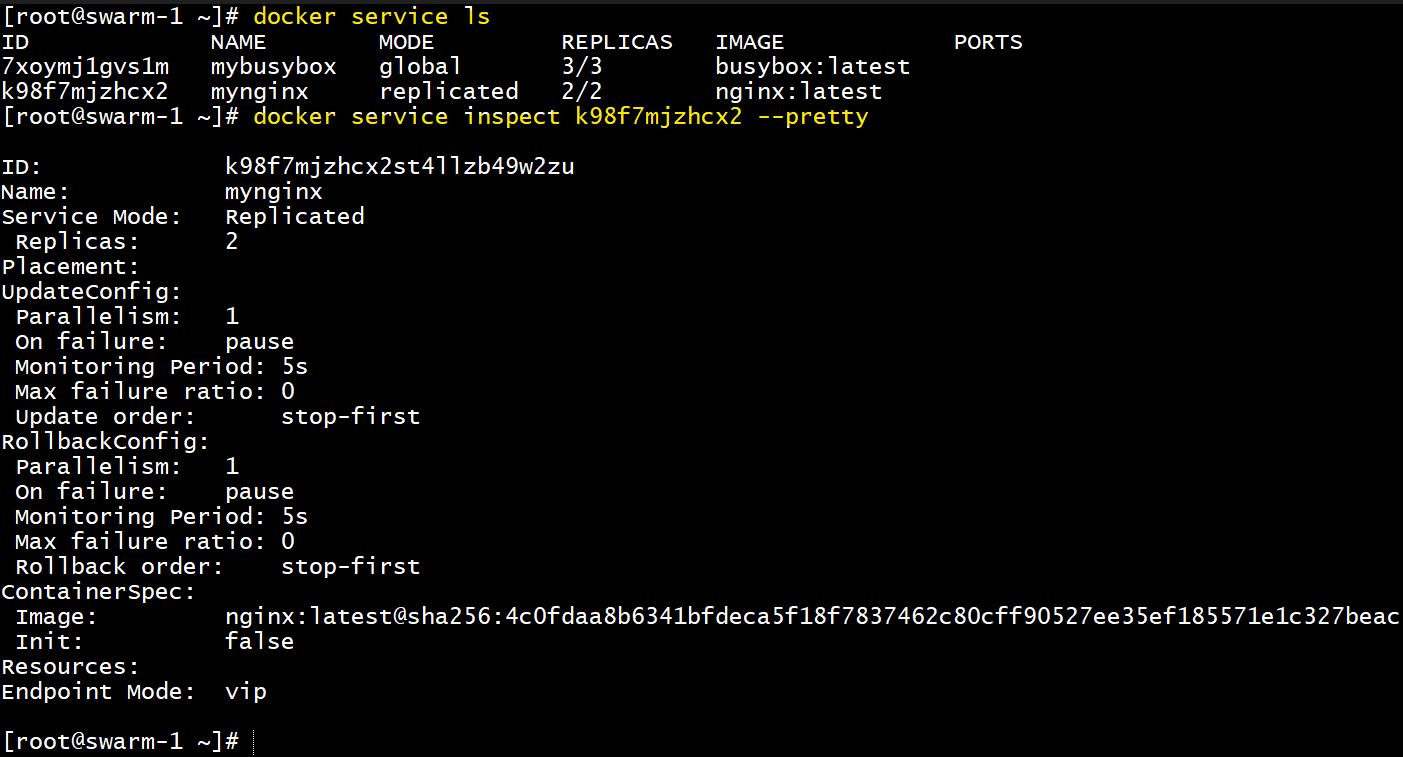 [root@swarm-1 ~]# docker service ls
ID             NAME        MODE         REPLICAS   IMAGE            PORTS
7xoymj1gvs1m   mybusybox   global       3/3        busybox:latest
k98f7mjzhcx2   mynginx     replicated   2/2        nginx:latest
[root@swarm-1 ~]# docker service inspect k98f7mjzhcx2 --pretty
ID:             k98f7mjzhcx2st4llzb49w2zu
Name:           mynginx
Service Mode:   Replicated
 Replicas:      2
Placement:
UpdateConfig:
 Parallelism:   1
 On failure:    pause
 Monitoring Period: 5s
 Max failure ratio: 0
 Update order:      stop-first
RollbackConfig:
 Parallelism:   1
 On failure:    pause
 Monitoring Period: 5s
 Max failure ratio: 0
 Rollback order:    stop-first
ContainerSpec:
 Image:         nginx:latest@sha256:4c0fdaa8b6341bfdeca5f18f7837462c80cff90527ee35ef185571e1c327beac
 Init:          false
Resources:
Endpoint Mode:  vip
[root@swarm-1 ~]#